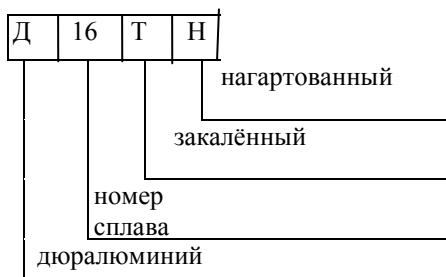 Д 16 Т Н
нагартованный
закалённый
номер
сплава
дюралюминий